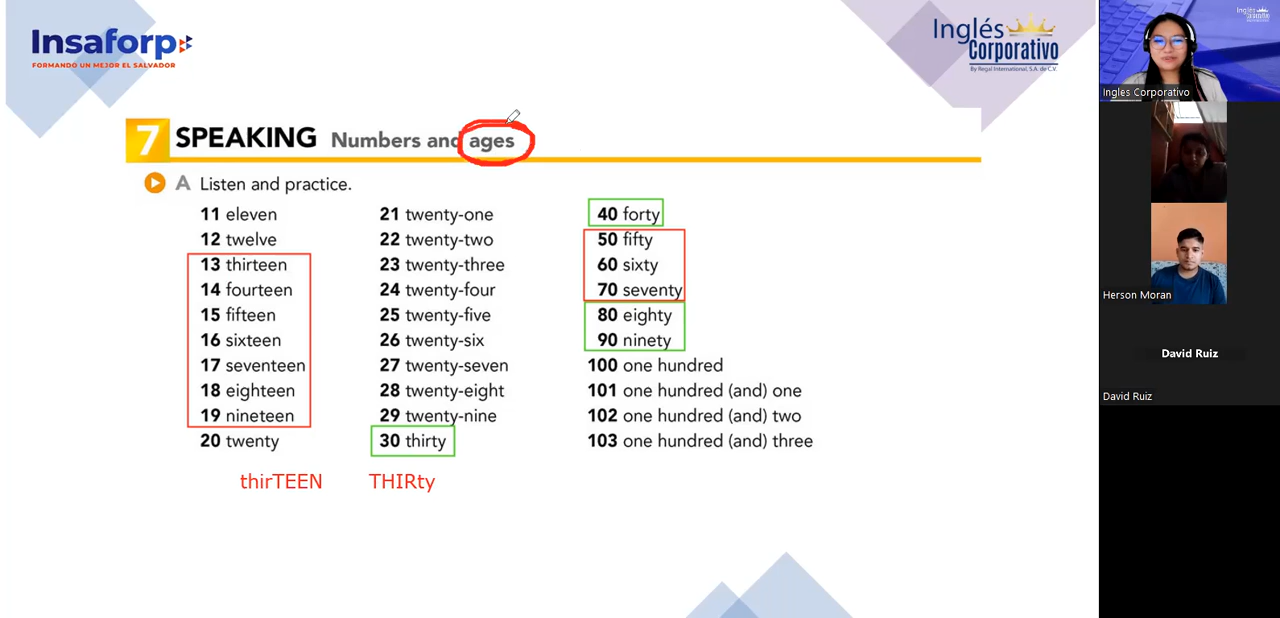 Insaforp
FORMANDO UN MEJOR EL SALVADOR
Inglés
Corporativo
By Regal International, S.A. de C.V.
7 SPEAKING Numbers and ages
A Listen and practice.
11 eleven
12 twelve
13 thirteen
14 fourteen
15 fifteen
16 sixteen
17 seventeen
18 eighteen
19 nineteen
20 twenty
21 twenty-one
22 twenty-two
23 twenty-three
24 twenty-four
25 twenty-five
26 twenty-six
27 twenty-seven
28 twenty-eight
29 twenty-nine
30 thirty
40 forty
50 fifty
60 sixty
70 seventy
80 eighty
90 ninety
100 one hundred
101 one hundred (and) one
102 one hundred (and) two
103 one hundred (and) three
thirTEEN THIRty
Inglés
Ingles Corporativo
Herson Moran
David Ruiz
David Ruiz